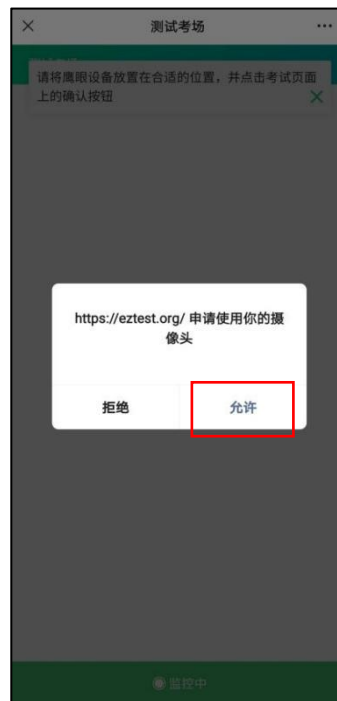 测试考场
请将鹰眼设备放置在合适的位置，并点击考试页面
上的确认按钮
https://eztest.org/ 申请使用你的摄
像头
拒绝
允许
监控中